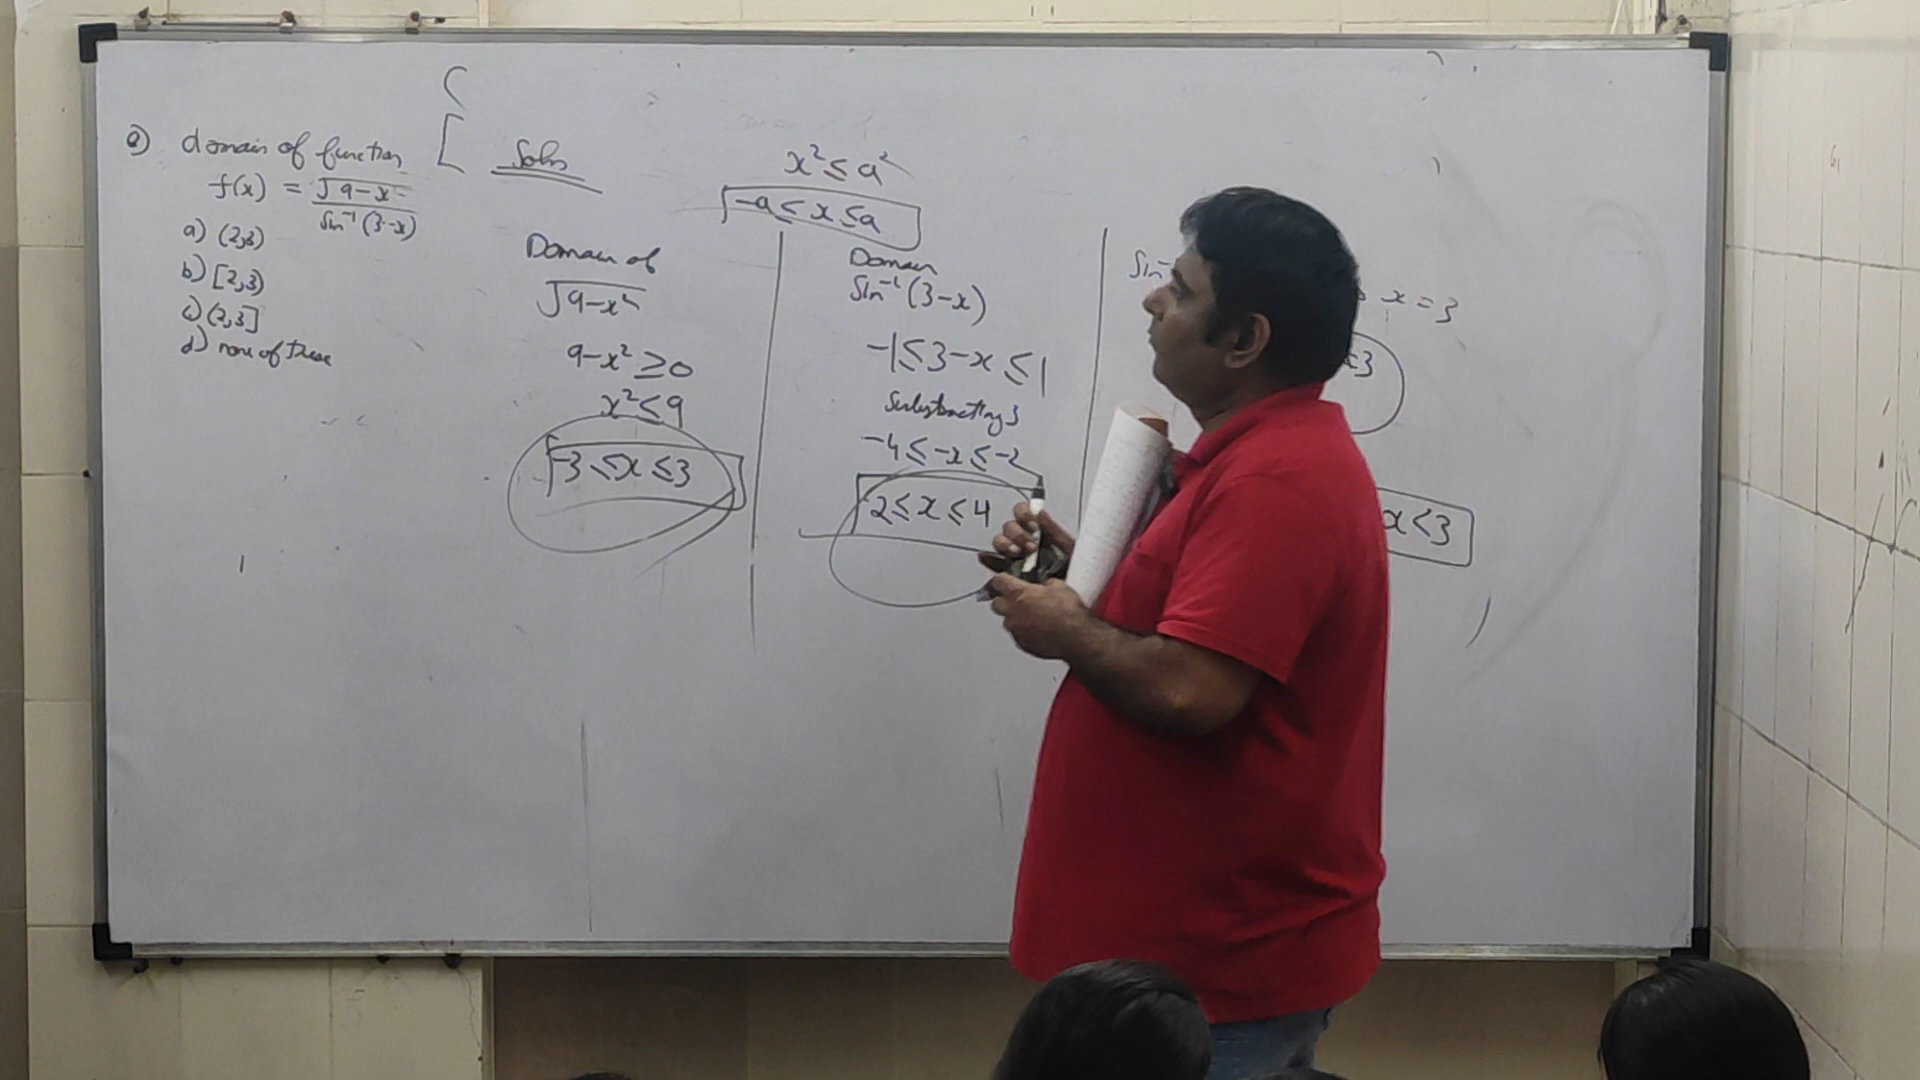 Q) domain of function
f(x) = √9-x²
sin⁻¹(3-x)
a) (2,3)
b) [2,3)
c) (2,3]
d) none of these
(
[
Soln
x² ≤ a²
-a ≤ x ≤ a
Domain of
√9-x²
9-x² ≥ 0
x² ≤ 9
-3 ≤ x ≤ 3
Domain
Sin⁻¹(3-x)
-1 ≤ 3-x ≤ 1
Substracting 3
-4 ≤ -x ≤ -2
2 ≤ x ≤ 4
Sin⁻
x = 3
x<3